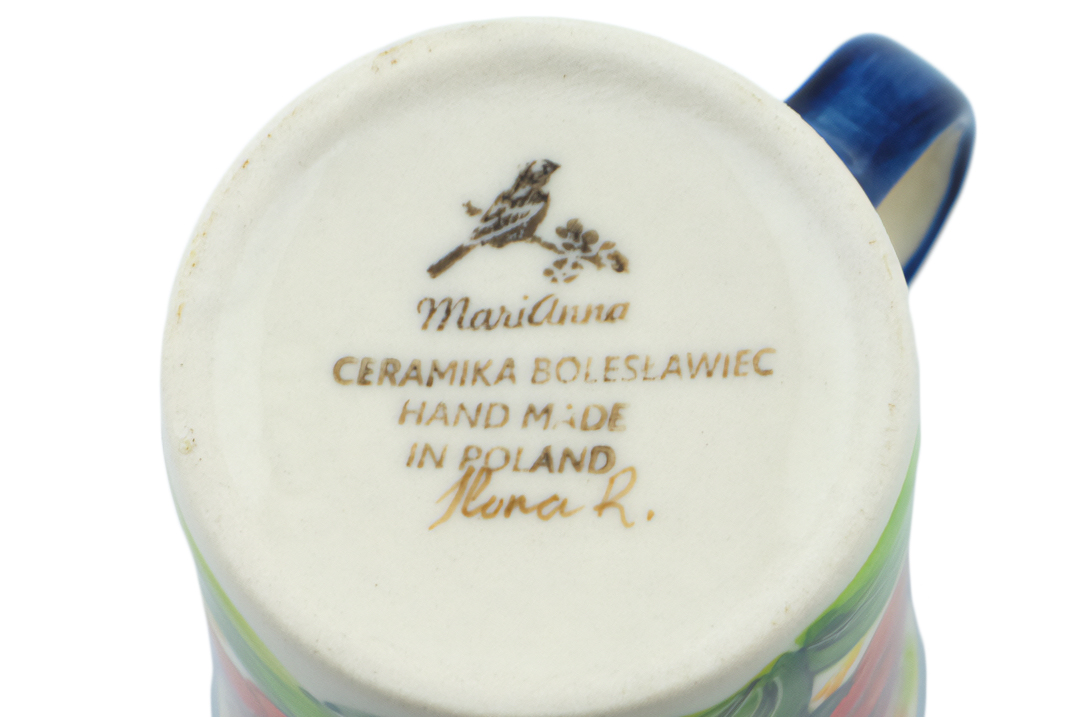 MariAnna
CERAMIKA BOLESŁAWIEC
HAND MADE
IN POLAND
Ilona R.